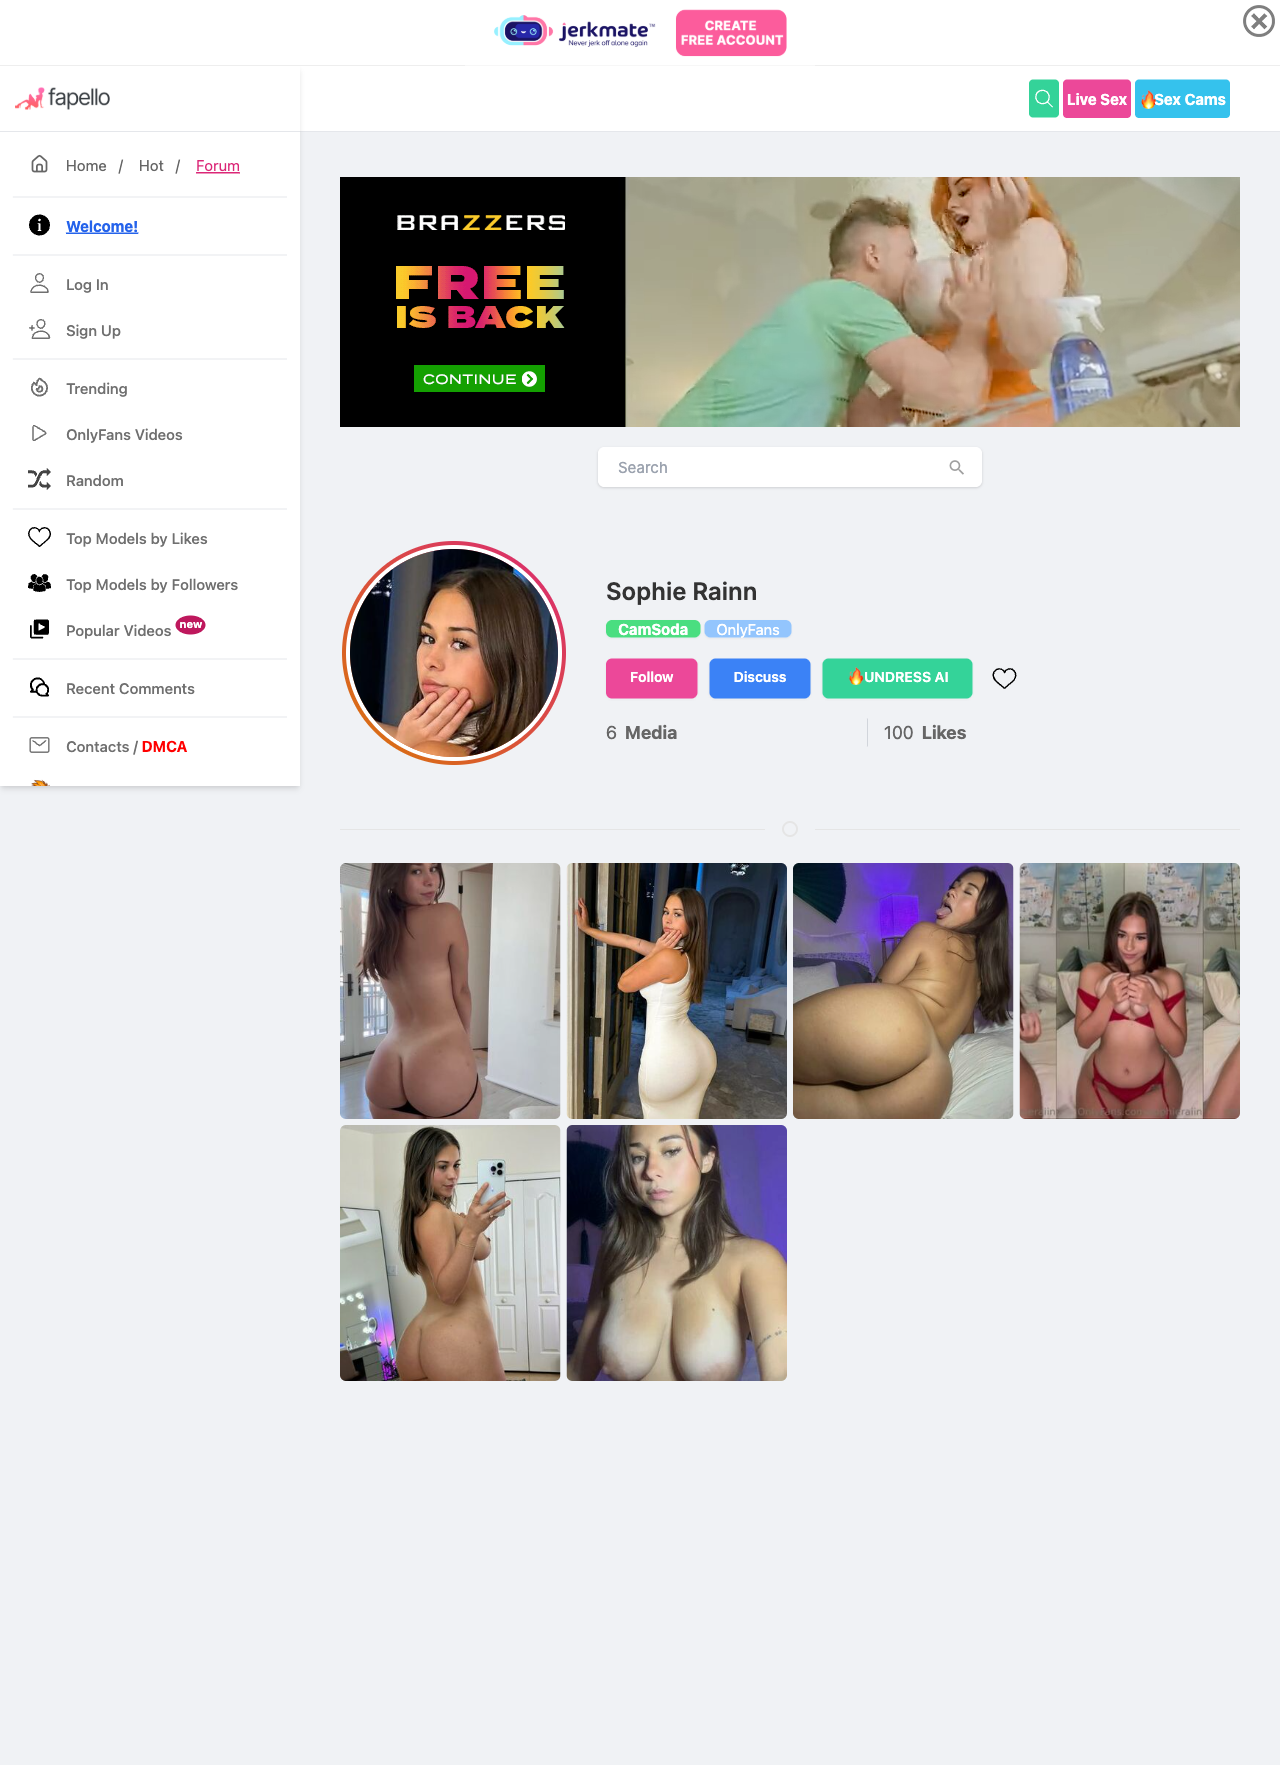 jerkmate™
Never jerk off alone again
CREATE
FREE ACCOUNT
fapello
Live Sex
Sex Cams
Home / Hot / Forum
Welcome!
Log In
Sign Up
Trending
OnlyFans Videos
Random
Top Models by Likes
Top Models by Followers
Popular Videos new
Recent Comments
Contacts / DMCA
BRAZZERS
FREE
IS BACK
CONTINUE
Search
Sophie Rainn
CamSoda OnlyFans
Follow Discuss UNDRESS AI
6 Media 100 Likes